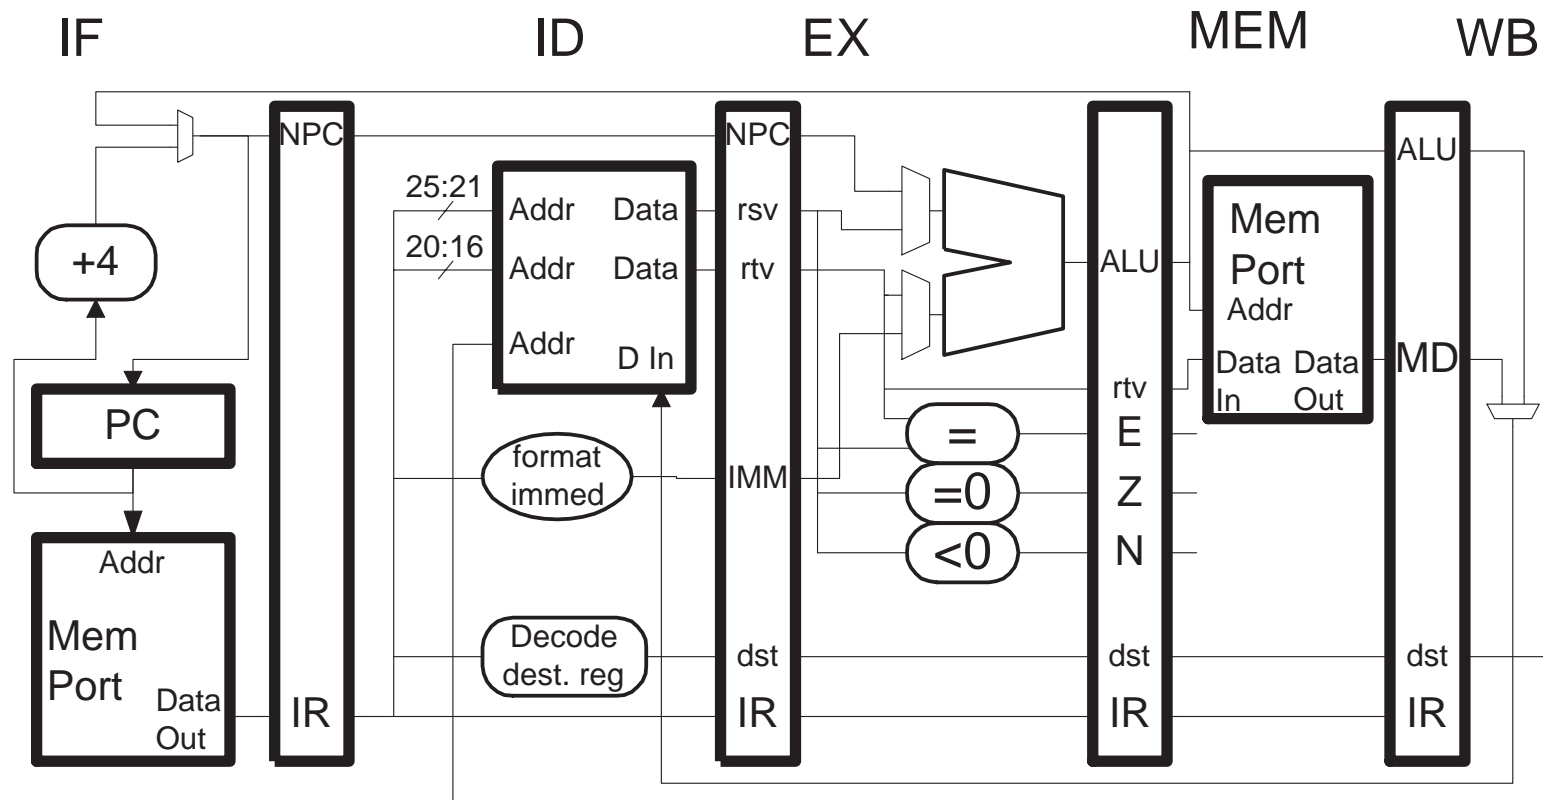 IF
ID
EX
MEM
WB
+4
PC
Addr
Mem
Port
Data
Out
NPC
IR
25:21
20:16
Addr
Data
Addr
Data
Addr
D In
format
immed
Decode
dest. reg
NPC
rsv
rtv
IMM
dst
IR
=
=0
<0
ALU
rtv
E
Z
N
dst
IR
Mem
Port
Addr
Data
In
Data
Out
ALU
MD
dst
IR